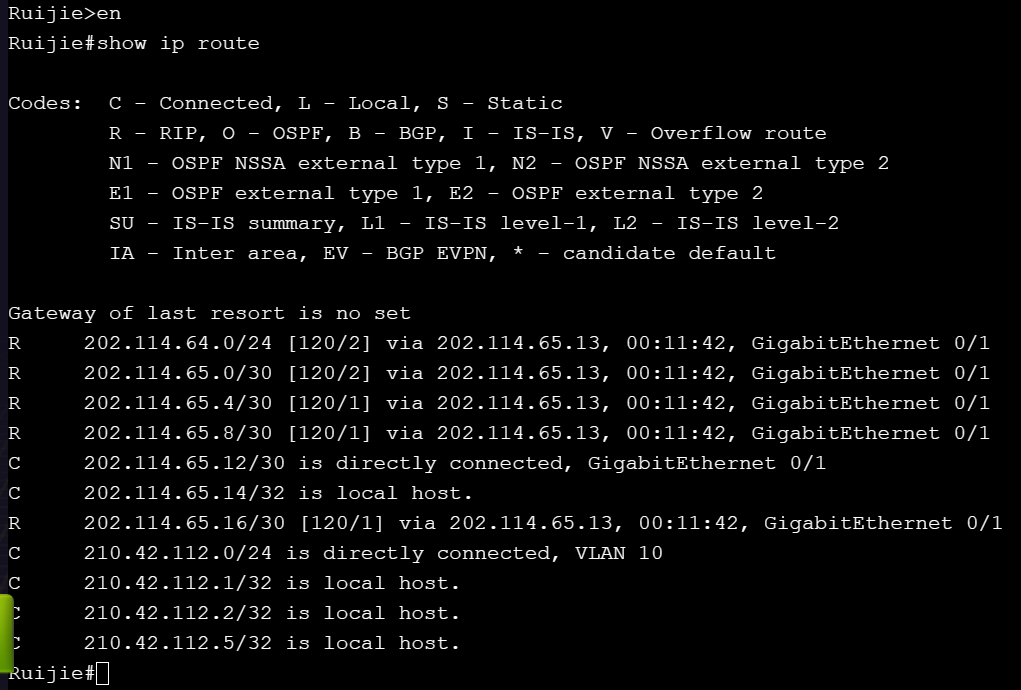 Ruijie>en
Ruijie#show ip route
Codes:  C - Connected, L - Local, S - Static
        R - RIP, O - OSPF, B - BGP, I - IS-IS, V - Overflow route
        N1 - OSPF NSSA external type 1, N2 - OSPF NSSA external type 2
        E1 - OSPF external type 1, E2 - OSPF external type 2
        SU - IS-IS summary, L1 - IS-IS level-1, L2 - IS-IS level-2
        IA - Inter area, EV - BGP EVPN, * - candidate default
Gateway of last resort is no set
R     202.114.64.0/24 [120/2] via 202.114.65.13, 00:11:42, GigabitEthernet 0/1
R     202.114.65.0/30 [120/2] via 202.114.65.13, 00:11:42, GigabitEthernet 0/1
R     202.114.65.4/30 [120/1] via 202.114.65.13, 00:11:42, GigabitEthernet 0/1
R     202.114.65.8/30 [120/1] via 202.114.65.13, 00:11:42, GigabitEthernet 0/1
C     202.114.65.12/30 is directly connected, GigabitEthernet 0/1
C     202.114.65.14/32 is local host.
R     202.114.65.16/30 [120/1] via 202.114.65.13, 00:11:42, GigabitEthernet 0/1
C     210.42.112.0/24 is directly connected, VLAN 10
C     210.42.112.1/32 is local host.
C     210.42.112.2/32 is local host.
C     210.42.112.5/32 is local host.
Ruijie#